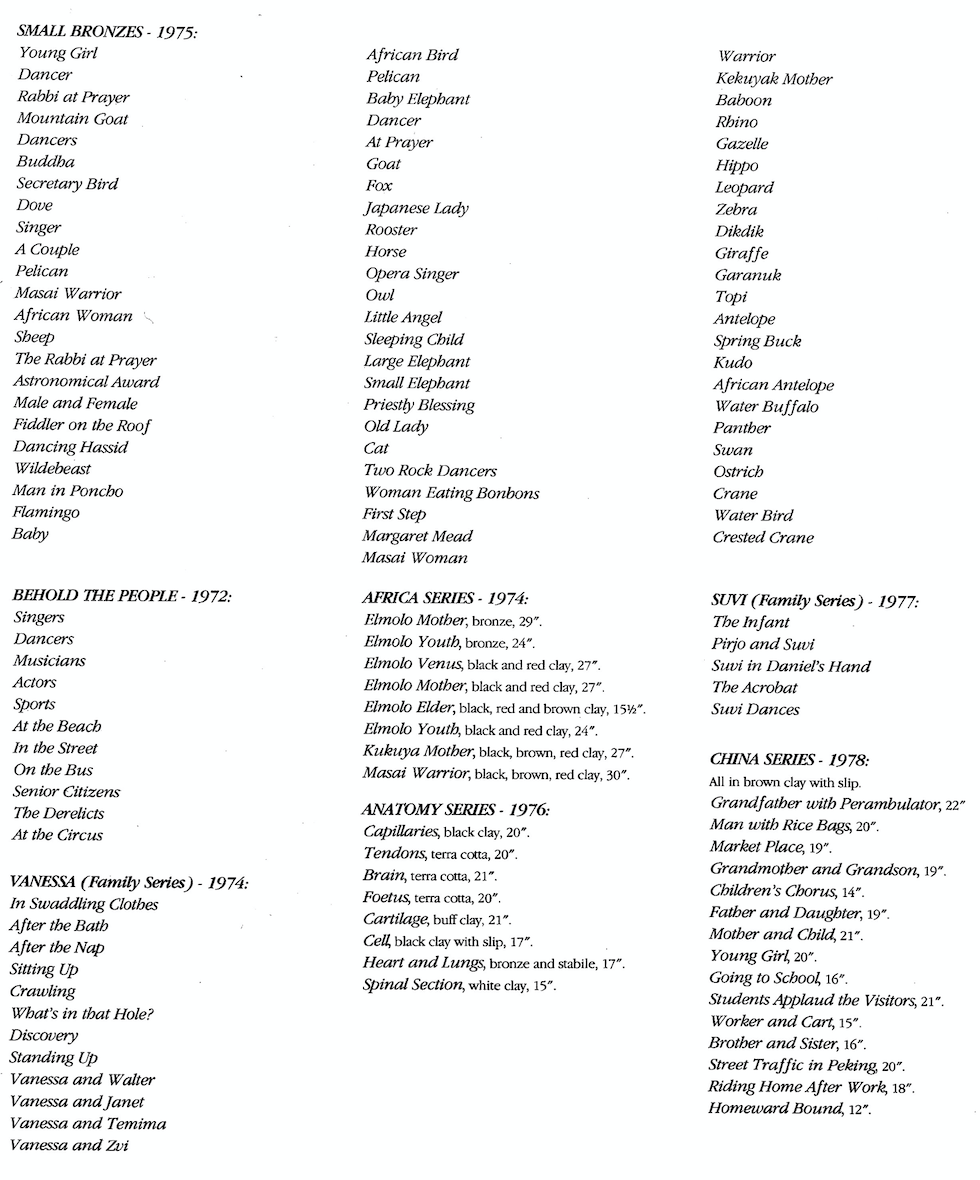 SMALL BRONZES - 1975:
Young Girl
Dancer
Rabbi at Prayer
Mountain Goat
Dancers
Buddha
Secretary Bird
Dove
Singer
A Couple
Pelican
Masai Warrior
African Woman
Sheep
The Rabbi at Prayer
Astronomical Award
Male and Female
Fiddler on the Roof
Dancing Hassid
Wildebeast
Man in Poncho
Flamingo
Baby
African Bird
Pelican
Baby Elephant
Dancer
At Prayer
Goat
Fox
Japanese Lady
Rooster
Horse
Opera Singer
Owl
Little Angel
Sleeping Child
Large Elephant
Small Elephant
Priestly Blessing
Old Lady
Cat
Two Rock Dancers
Woman Eating Bonbons
First Step
Margaret Mead
Masai Woman
Warrior
Kekuyak Mother
Baboon
Rhino
Gazelle
Hippo
Leopard
Zebra
Dikdik
Giraffe
Garanuk
Topi
Antelope
Spring Buck
Kudo
African Antelope
Water Buffalo
Panther
Swan
Ostrich
Crane
Water Bird
Crested Crane
BEHOLD THE PEOPLE - 1972:
Singers
Dancers
Musicians
Actors
Sports
At the Beach
In the Street
On the Bus
Senior Citizens
The Derelicts
At the Circus
VANESSA (Family Series) - 1974:
In Swaddling Clothes
After the Bath
After the Nap
Sitting Up
Crawling
What's in that Hole?
Discovery
Standing Up
Vanessa and Walter
Vanessa and Janet
Vanessa and Temima
Vanessa and Zvi
AFRICA SERIES - 1974:
Elmolo Mother, bronze, 29".
Elmolo Youth, bronze, 24".
Elmolo Venus, black and red clay, 27".
Elmolo Mother, black and red clay, 27".
Elmolo Elder, black, red and brown clay, 15½".
Elmolo Youth, black and red clay, 24".
Kukuya Mother, black, brown, red clay, 27".
Masai Warrior, black, brown, red clay, 30".
ANATOMY SERIES - 1976:
Capillaries, black clay, 20".
Tendons, terra cotta, 20".
Brain, terra cotta, 21".
Foetus, terra cotta, 20".
Cartilage, buff clay, 21".
Cell, black clay with slip, 17".
Heart and Lungs, bronze and stabile, 17".
Spinal Section, white clay, 15".
SUVI (Family Series) - 1977:
The Infant
Pirjo and Suvi
Suvi in Daniel's Hand
The Acrobat
Suvi Dances
CHINA SERIES - 1978:
All in brown clay with slip.
Grandfather with Perambulator, 22"
Man with Rice Bags, 20".
Market Place, 19".
Grandmother and Grandson, 19".
Children's Chorus, 14".
Father and Daughter, 19".
Mother and Child, 21".
Young Girl, 20".
Going to School, 16".
Students Applaud the Visitors, 21".
Worker and Cart, 15".
Brother and Sister, 16".
Street Traffic in Peking, 20".
Riding Home After Work, 18".
Homeward Bound, 12".